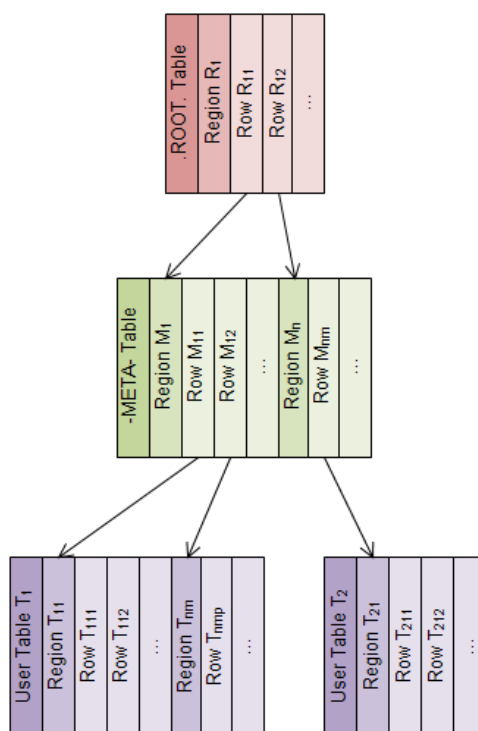 .ROOT. Table
Region R₁
Row R₁₁
Row R₁₂
...
-META- Table
Region M₁
Row M₁₁
Row M₁₂
...
Region Mₙ
Row Mₙₘ
...
User Table T₁
Region T₁₁
Row T₁₁₁
Row T₁₁₂
...
Region Tₙₘ
Row Tₙₘₚ
...
User Table T₂
Region T₂₁
Row T₂₁₁
Row T₂₁₂
...